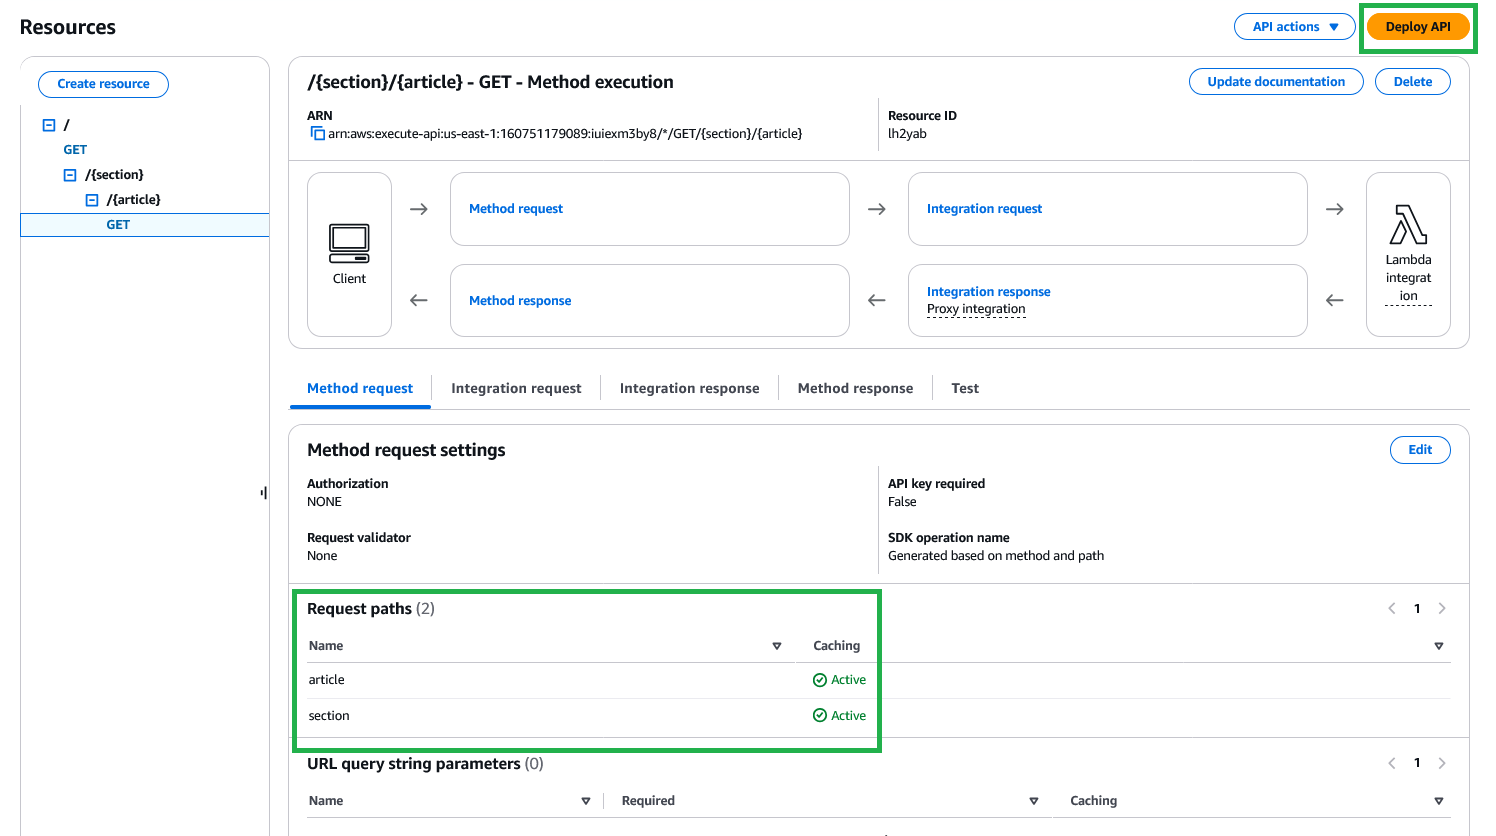 Resources
API actions
Deploy API
Create resource
/
GET
/{section}
/{article}
GET
/{section}/{article} - GET - Method execution
Update documentation
Delete
ARN
arn:aws:execute-api:us-east-1:160751179089:iuiexm3by8/*/GET/{section}/{article}
Resource ID
lh2yab
Client
Method request
Integration request
Method response
Integration response
Proxy integration
Lambda
integrat
ion
Method request
Integration request
Integration response
Method response
Test
Method request settings
Edit
Authorization
NONE
API key required
False
Request validator
None
SDK operation name
Generated based on method and path
Request paths (2)
1
Name
Caching
article
Active
section
Active
URL query string parameters (0)
1
Name
Required
Caching